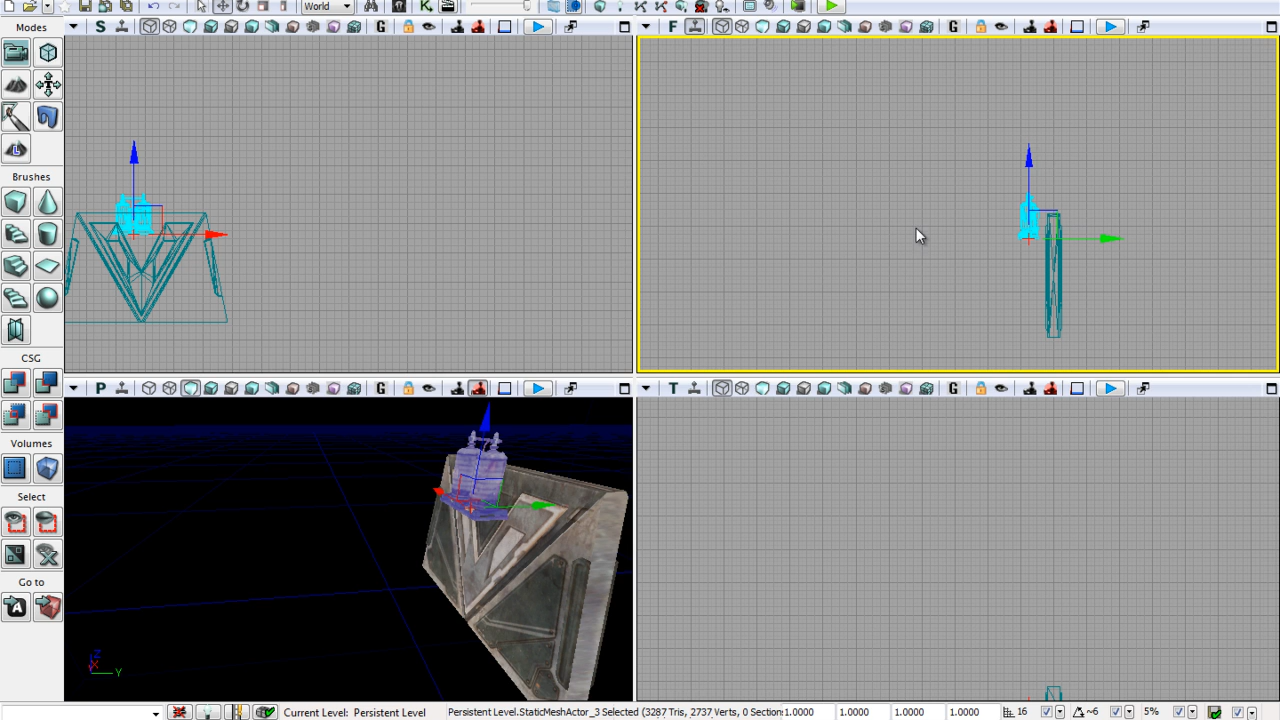 World
K
Modes
S
G
F
G
L
Brushes
CSG
Volumes
Select
Go to
A
P
G
T
G
Z
X
Y
Current Level: Persistent Level
Persistent Level.StaticMeshActor_3 Selected (3287 Tris, 2737 Verts, 0 Section
1.0000
1.0000
1.0000
1.0000
16
~6
5%